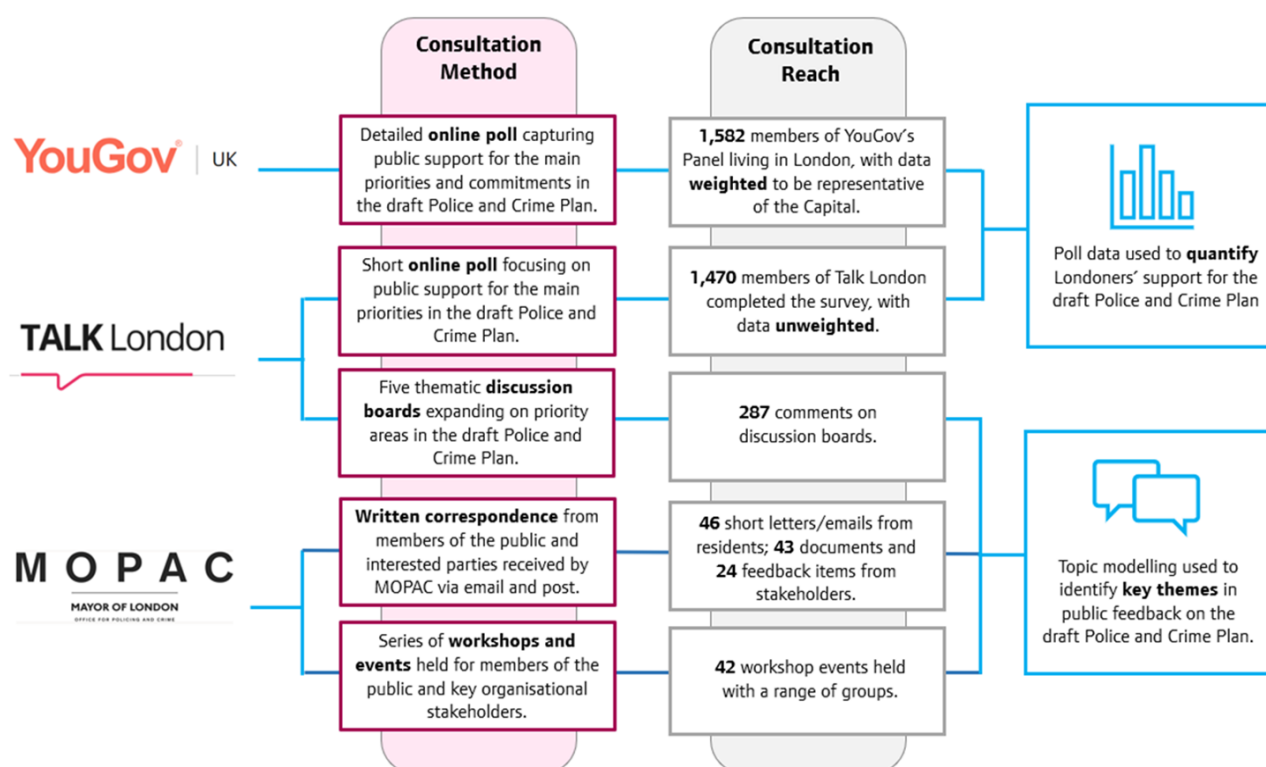 Consultation
Method
Consultation
Reach
YouGov® | UK
Detailed online poll capturing
public support for the main
priorities and commitments in
the draft Police and Crime Plan.
1,582 members of YouGov's
Panel living in London, with data
weighted to be representative
of the Capital.
TALK London
Short online poll focusing on
public support for the main
priorities in the draft Police and
Crime Plan.
1,470 members of Talk London
completed the survey, with
data unweighted.
Poll data used to quantify
Londoners' support for the
draft Police and Crime Plan
Five thematic discussion
boards expanding on priority
areas in the draft Police and
Crime Plan.
287 comments on
discussion boards.
MOPAC
MAYOR OF LONDON
OFFICE FOR POLICING AND CRIME
Written correspondence from
members of the public and
interested parties received by
MOPAC via email and post.
46 short letters/emails from
residents; 43 documents and
24 feedback items from
stakeholders.
Series of workshops and
events held for members of the
public and key organisational
stakeholders.
42 workshop events held
with a range of groups.
Topic modelling used to
identify key themes in
public feedback on the
draft Police and Crime Plan.